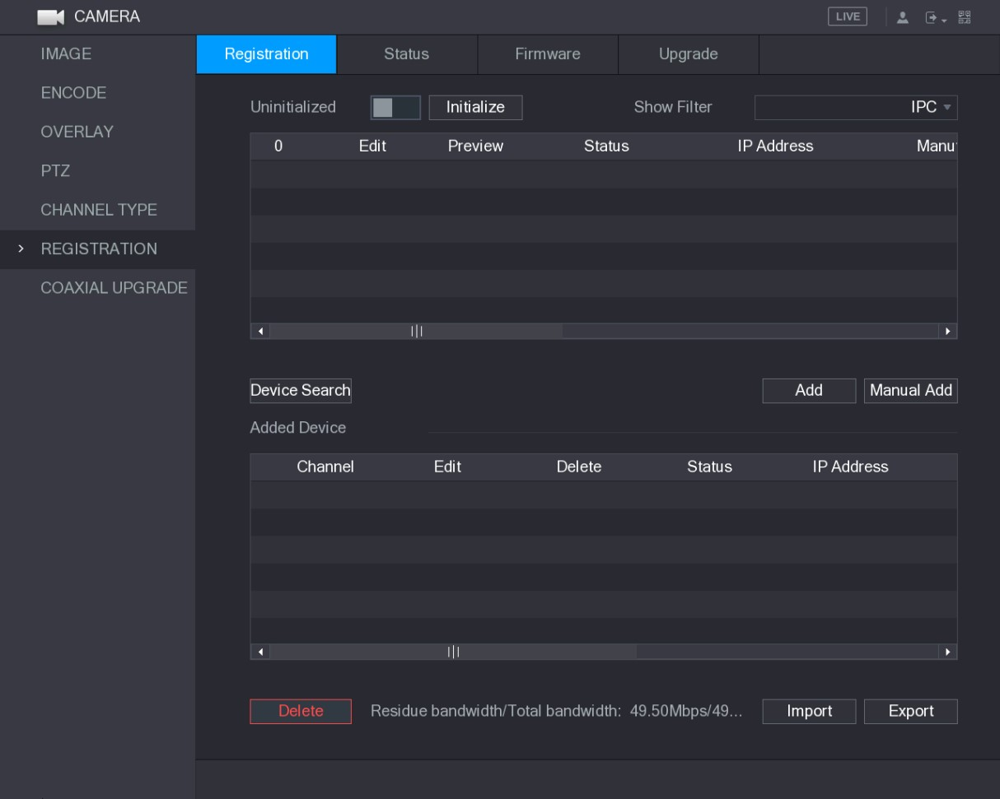 CAMERA
LIVE
IMAGE
ENCODE
OVERLAY
PTZ
CHANNEL TYPE
REGISTRATION
COAXIAL UPGRADE
Registration Status Firmware Upgrade
Uninitialized Initialize Show Filter IPC
0 Edit Preview Status IP Address Manu
Device Search Add Manual Add
Added Device
Channel Edit Delete Status IP Address
Delete Residue bandwidth/Total bandwidth: 49.50Mbps/49... Import Export